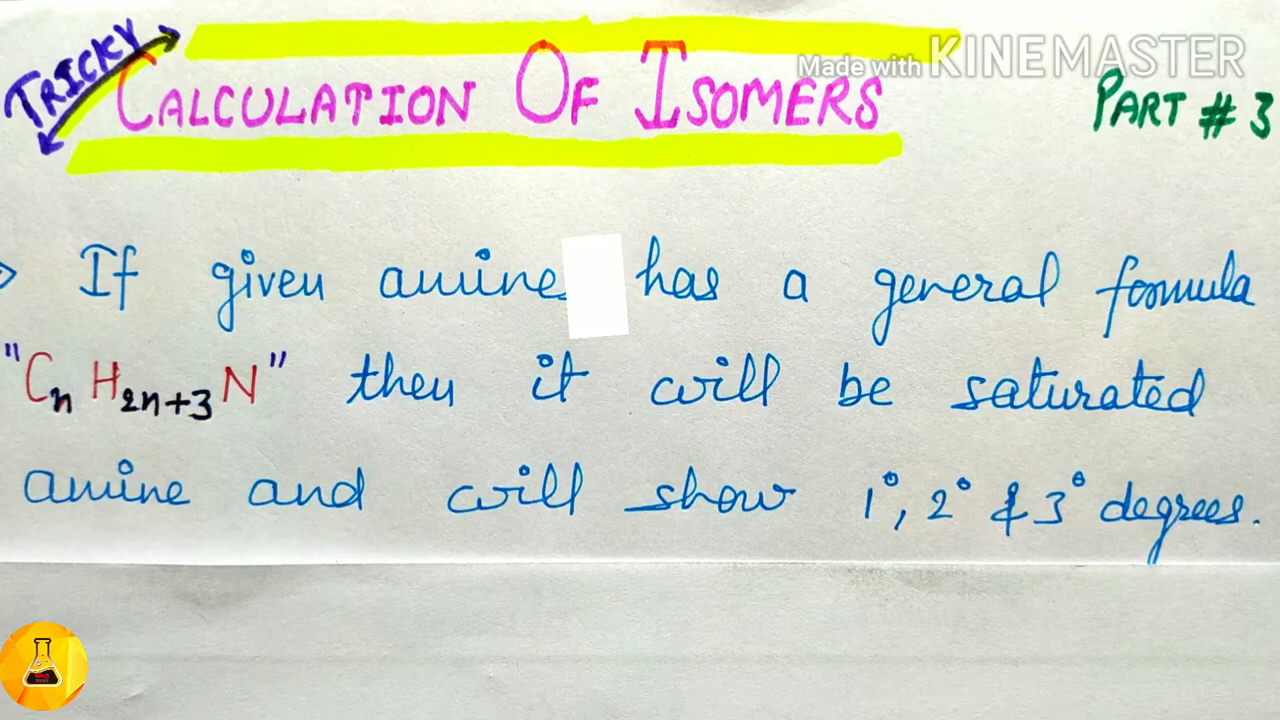 TRICKY
CALCULATION OF ISOMERS
Made with KINEMASTER
PART # 3
If given amine has a general formula
"CnH2n+3N" then it will be saturated
amine and will show 1°, 2° & 3° degrees.